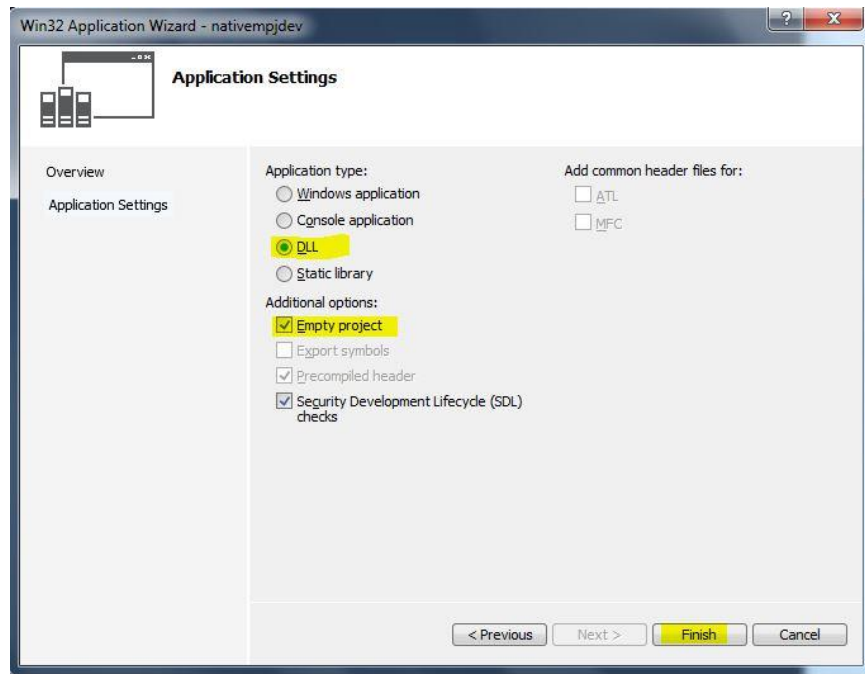 Win32 Application Wizard - nativempjdev
Application Settings
Overview
Application Settings
Application type:
Windows application
Console application
DLL
Static library
Additional options:
Empty project
Export symbols
Precompiled header
Security Development Lifecycle (SDL)
checks
Add common header files for:
ATL
MFC
< Previous
Next >
Finish
Cancel